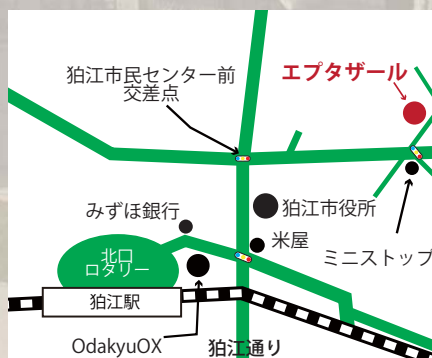 狛江市民センター前
交差点
エプタザール
みずほ銀行
狛江市役所
米屋
ミニストップ
北口
ロタリー
狛江駅
OdakyuOX
狛江通り